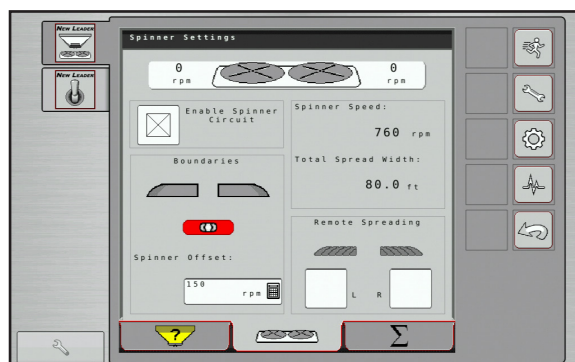 NEW LEADER
Spinner Settings
0
rpm
0
rpm
NEW LEADER
Enable Spinner
Circuit
Spinner Speed:
760 rpm
Boundaries
Total Spread Width:
80.0 ft
Remote Spreading
Spinner Offset:
150
rpm
L R
?
Σ